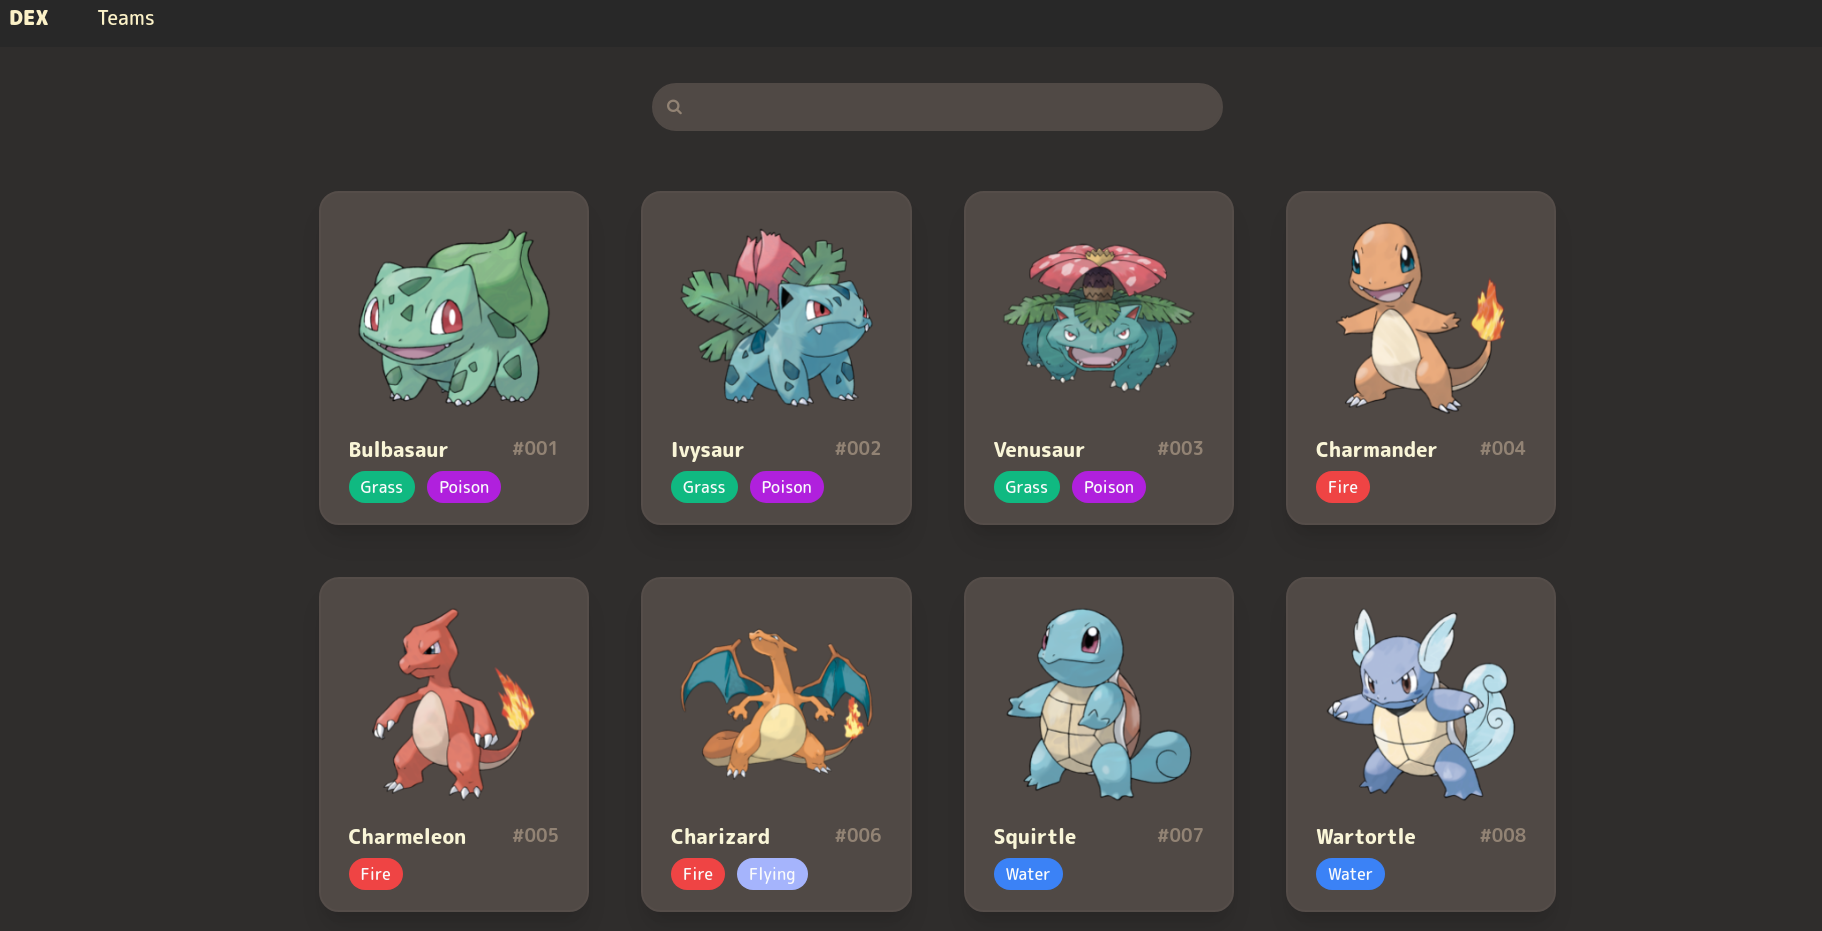 DEX Teams
Bulbasaur #001
Grass Poison
Ivysaur #002
Grass Poison
Venusaur #003
Grass Poison
Charmander #004
Fire
Charmeleon #005
Fire
Charizard #006
Fire Flying
Squirtle #007
Water
Wartortle #008
Water